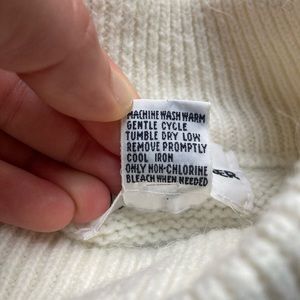 MACHINE WASH WARM
GENTLE CYCLE
TUMBLE DRY LOW
REMOVE PROMPTLY
COOL IRON
ONLY NON-CHLORINE
BLEACH WHEN NEEDED